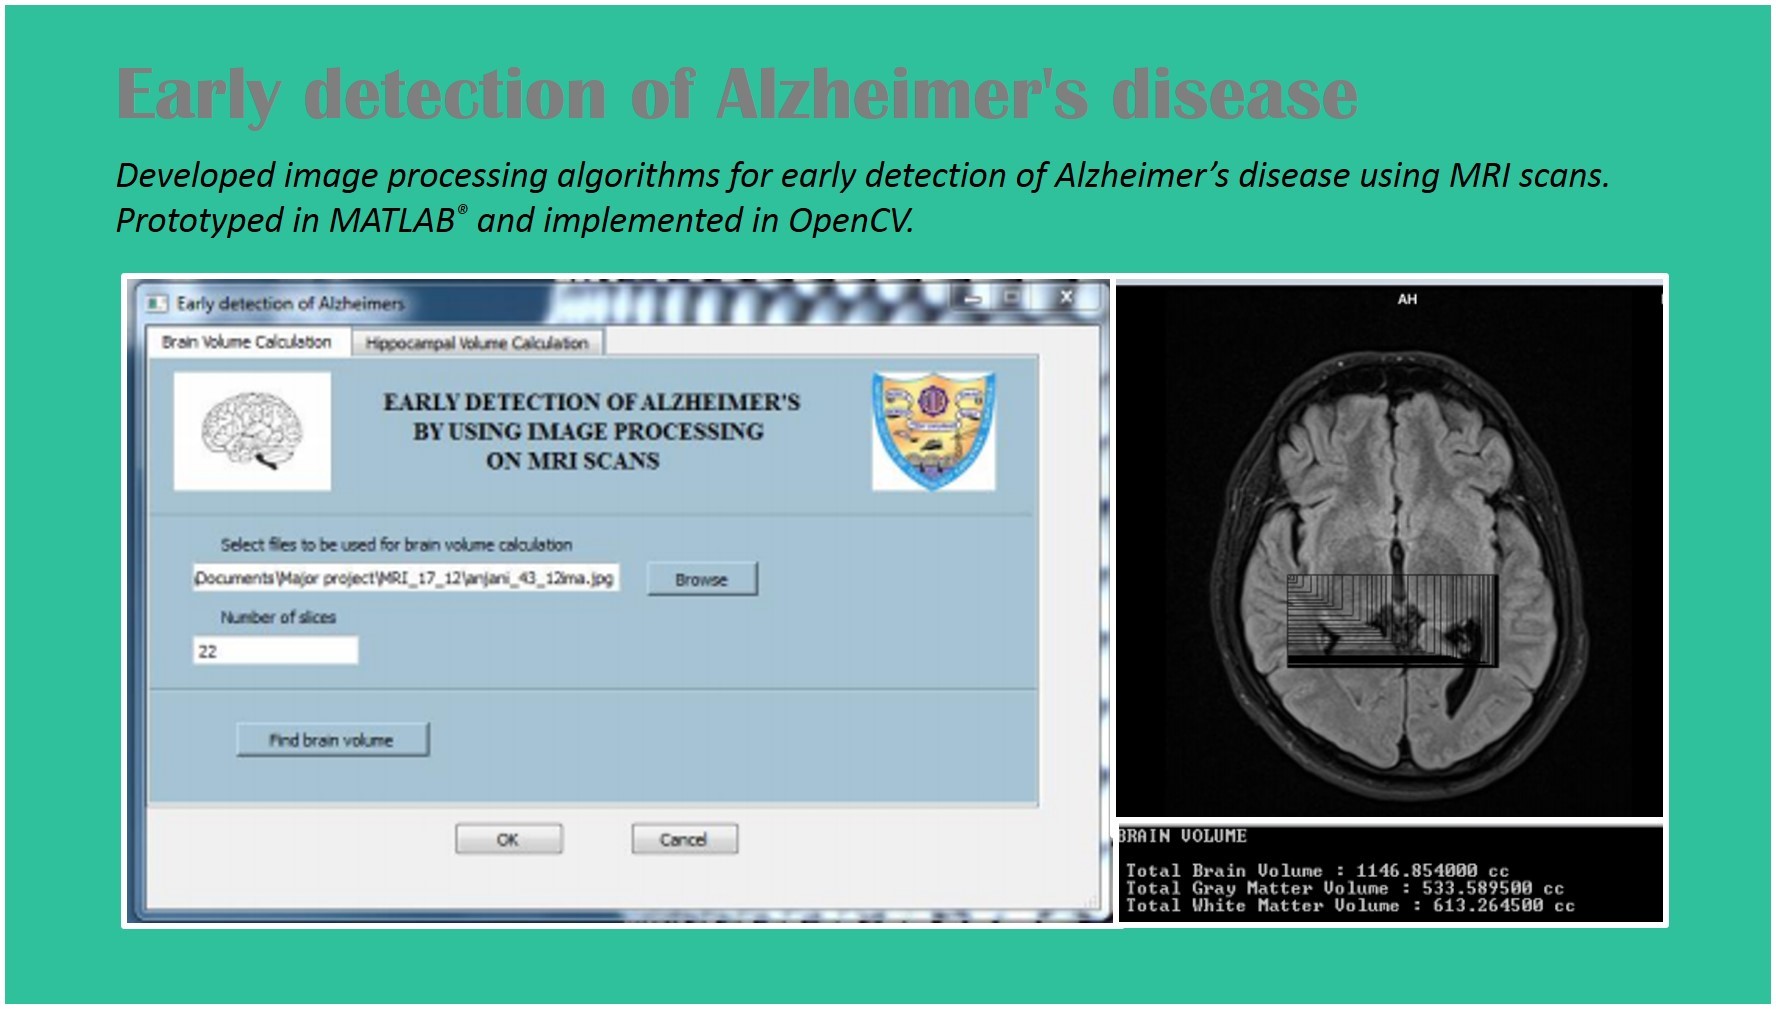 Early detection of Alzheimer's disease
Developed image processing algorithms for early detection of Alzheimer’s disease using MRI scans.
Prototyped in MATLAB® and implemented in OpenCV.
Early detection of Alzheimers
Brain Volume Calculation
Hippocampal Volume Calculation
EARLY DETECTION OF ALZHEIMER'S
BY USING IMAGE PROCESSING
ON MRI SCANS
Select files to be used for brain volume calculation
\Documents\Major project\MRI_17_12\anjani_43_12ima.jpg
Browse
Number of slices
22
Find brain volume
OK
Cancel
AH
BRAIN VOLUME
Total Brain Volume : 1146.854000 cc
Total Gray Matter Volume : 533.589500 cc
Total White Matter Volume : 613.264500 cc